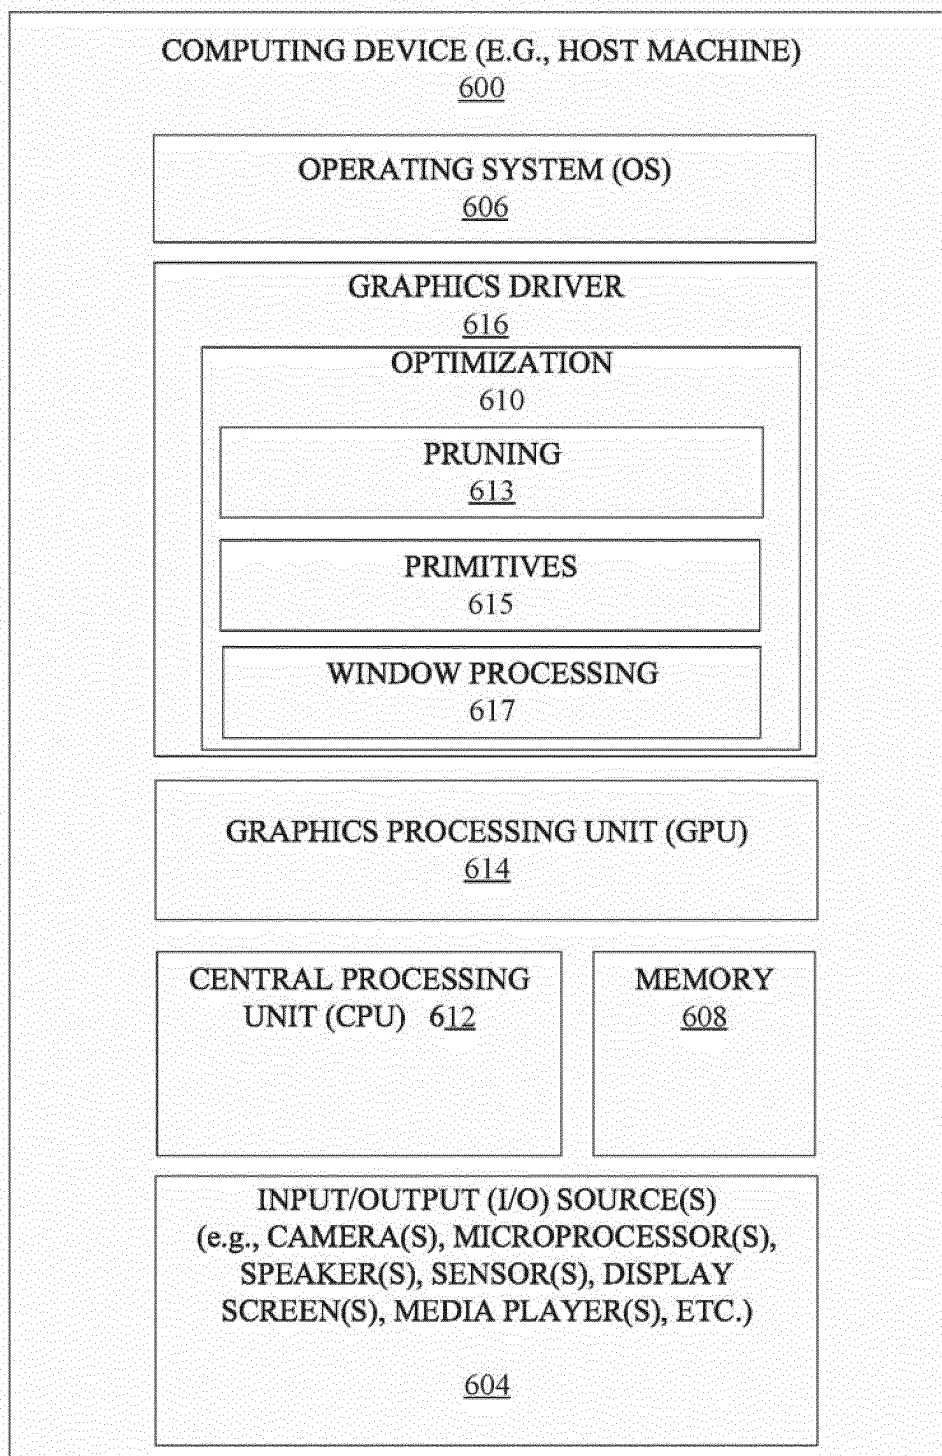 COMPUTING DEVICE (E.G., HOST MACHINE)
600
OPERATING SYSTEM (OS)
606
GRAPHICS DRIVER
616
OPTIMIZATION
610
PRUNING
613
PRIMITIVES
615
WINDOW PROCESSING
617
GRAPHICS PROCESSING UNIT (GPU)
614
CENTRAL PROCESSING
UNIT (CPU) 612
MEMORY
608
INPUT/OUTPUT (I/O) SOURCE(S)
(e.g., CAMERA(S), MICROPROCESSOR(S),
SPEAKER(S), SENSOR(S), DISPLAY
SCREEN(S), MEDIA PLAYER(S), ETC.)
604